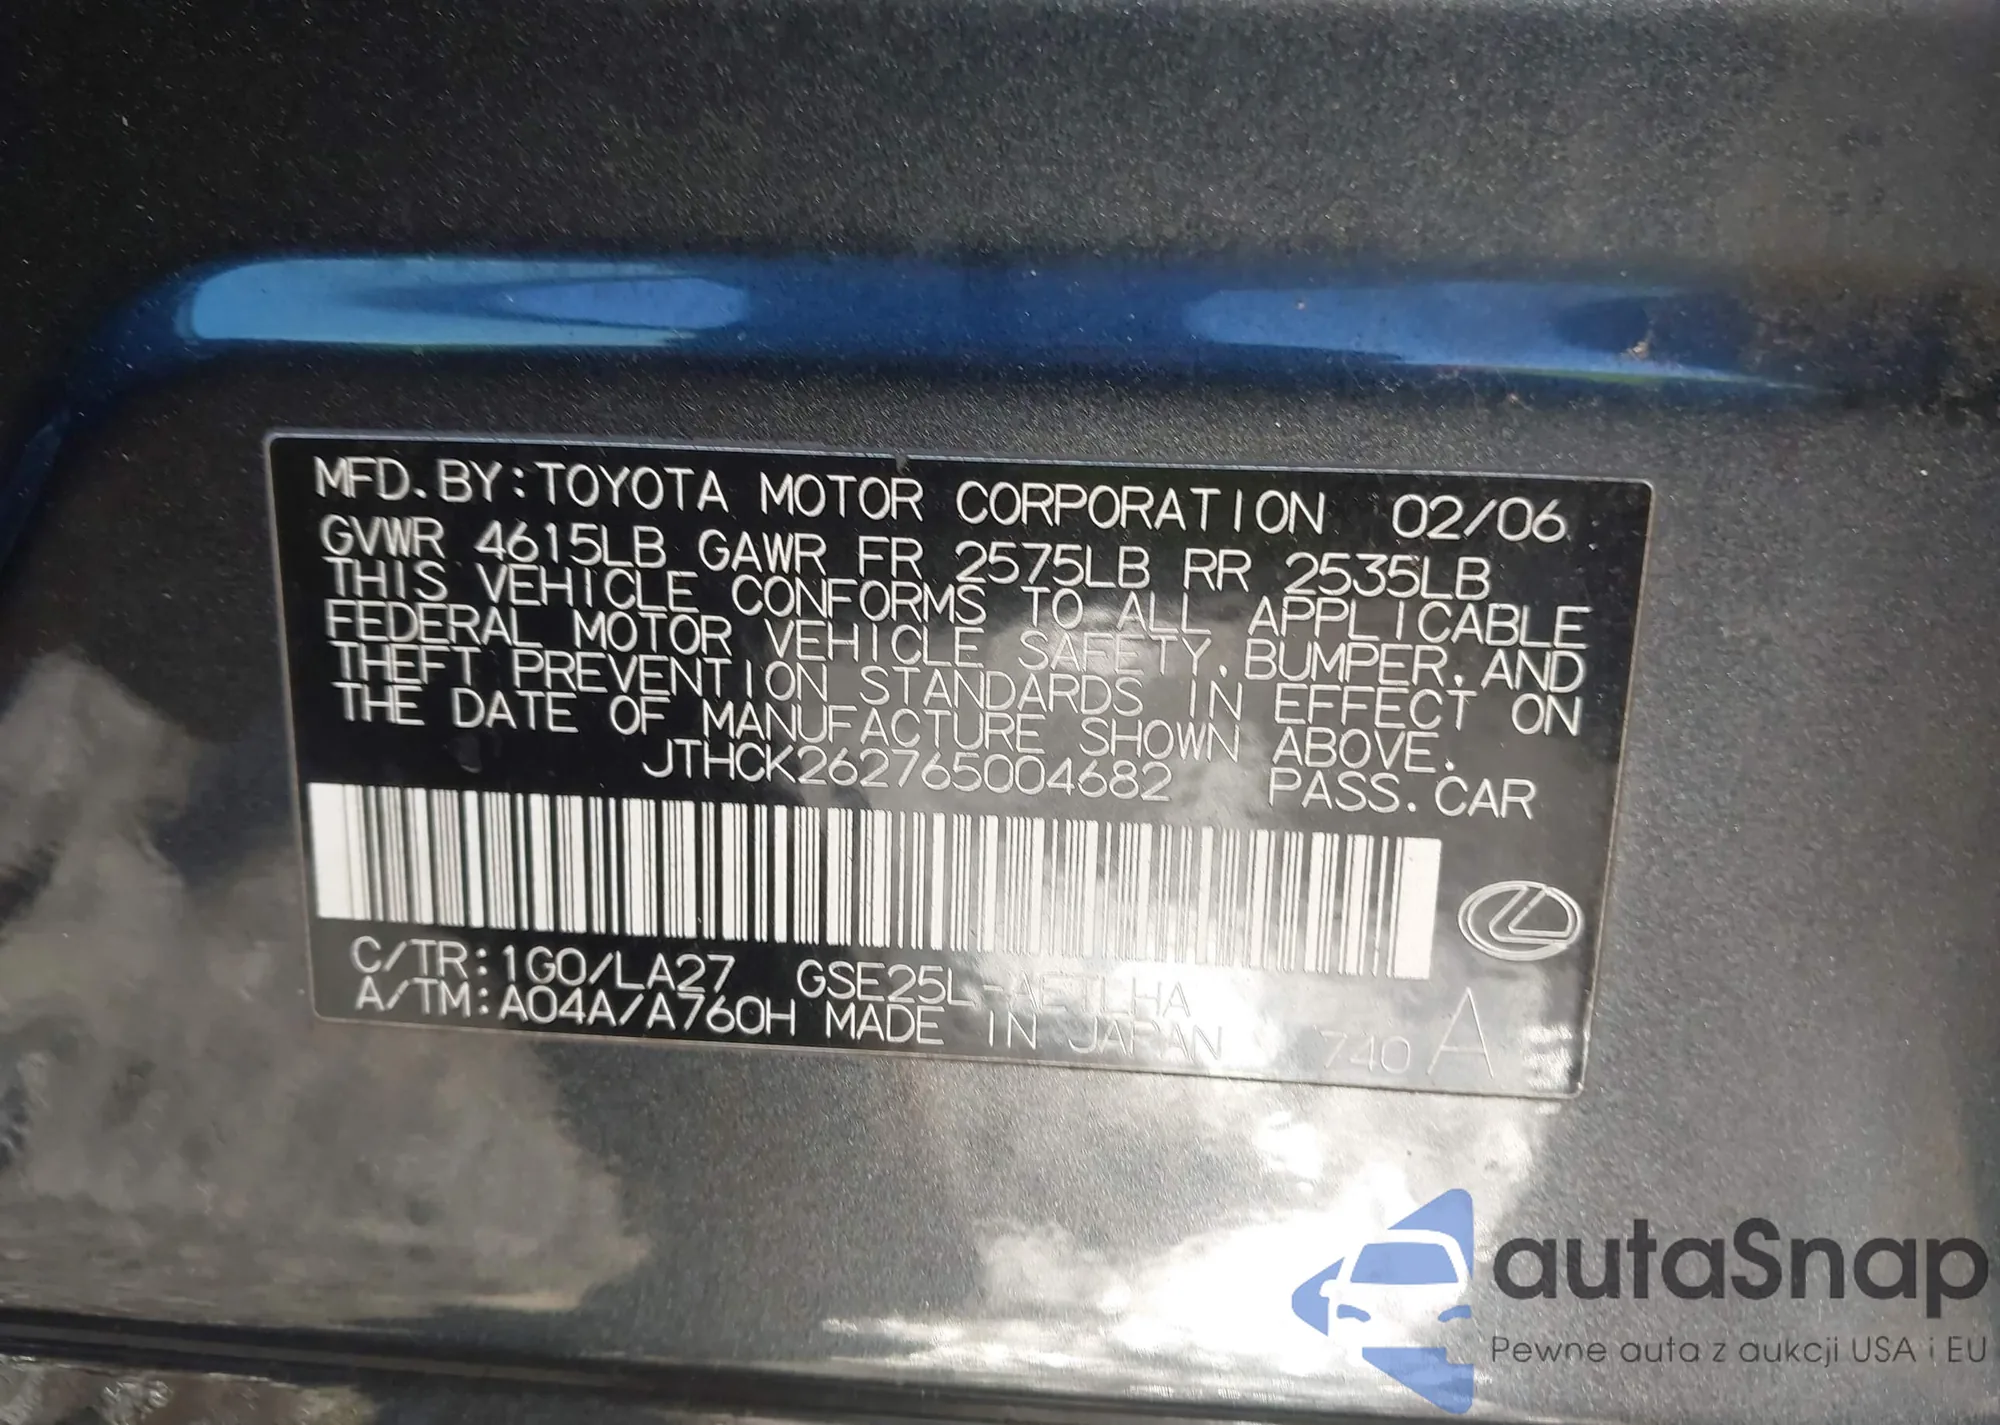 MFD. BY: TOYOTA MOTOR CORPORATION 02/06
GVWR 4615LB GAWR FR 2575LB RR 2535LB
THIS VEHICLE CONFORMS TO ALL APPLICABLE
FEDERAL MOTOR VEHICLE SAFETY, BUMPER, AND
THEFT PREVENTION STANDARDS IN EFFECT ON
THE DATE OF MANUFACTURE SHOWN ABOVE.
JTHCK262765004682 PASS. CAR
C/TR: 1G0/LA27 GSE25L-AETLHA
A/TM: A04A/A760H MADE IN JAPAN 740 A
autaSnap
Pewne auta z aukcji USA i EU